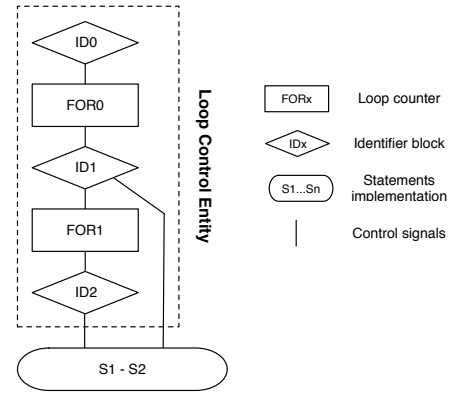 ID0
FOR0
ID1
FOR1
ID2
S1 - S2
Loop Control Entity
FORx
Loop counter
IDx
Identifier block
S1...Sn
Statements
implementation
Control signals